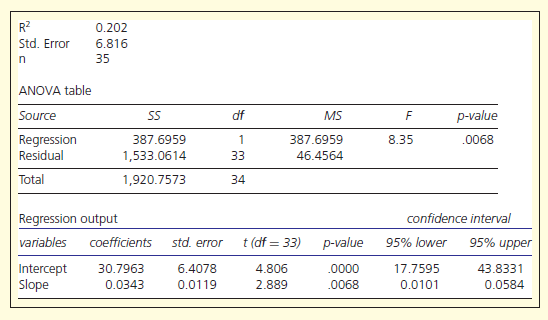 R² 0.202
Std. Error 6.816
n 35
ANOVA table
Source SS df MS F p-value
Regression 387.6959 1 387.6959 8.35 .0068
Residual 1,533.0614 33 46.4564
Total 1,920.7573 34
Regression output confidence interval
variables coefficients std. error t (df = 33) p-value 95% lower 95% upper
Intercept 30.7963 6.4078 4.806 .0000 17.7595 43.8331
Slope 0.0343 0.0119 2.889 .0068 0.0101 0.0584